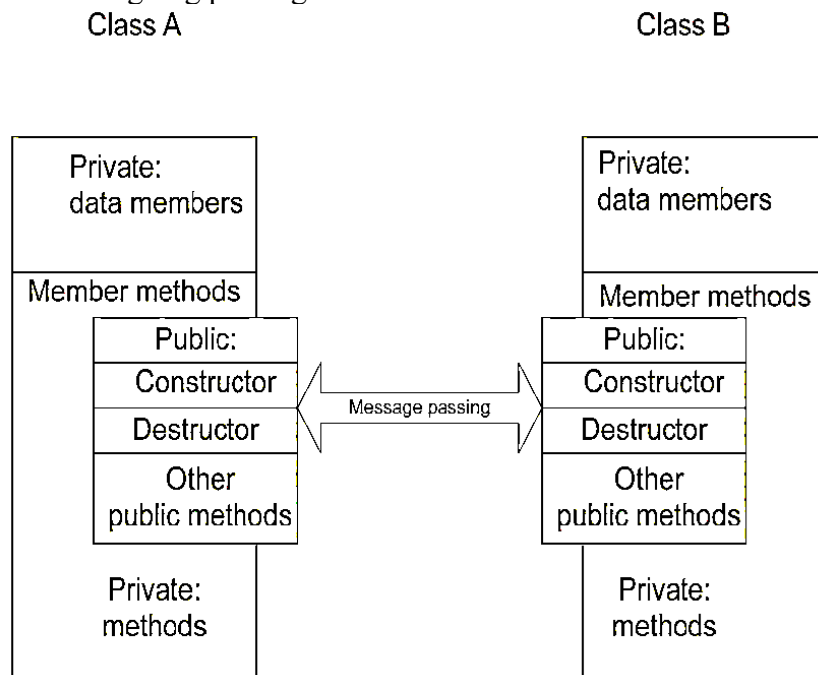 Class A
Private:
data members
Member methods
Public:
Constructor
Destructor
Other
public methods
Private:
methods
Message passing
Class B
Private:
data members
Member methods
Public:
Constructor
Destructor
Other
public methods
Private:
methods